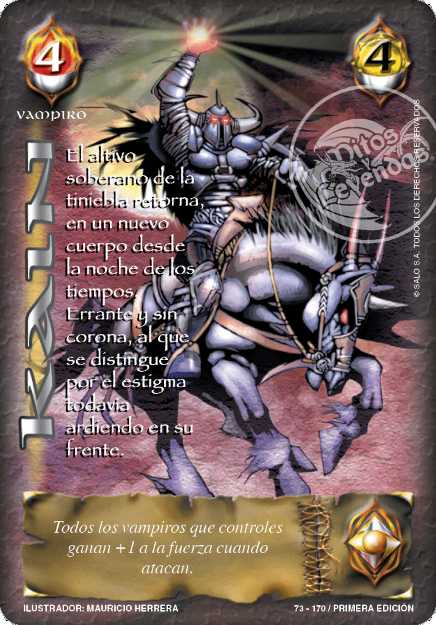 4
4
VAMPIRO
mitos
y leyendas
KAIN
El altivo
soberano de la
tiniebla retorna,
en un nuevo
cuerpo desde
la noche de los
tiempos.
Errante y sin
corona, al que
se distingue
por el estigma
todavía
ardiendo en su
frente.
© SALO S.A. TODOS LOS DERECHOS RESERVADOS
Todos los vampiros que controles
ganan +1 a la fuerza cuando
atacan.
ILUSTRADOR: MAURICIO HERRERA
73 - 170 / PRIMERA EDICIÓN